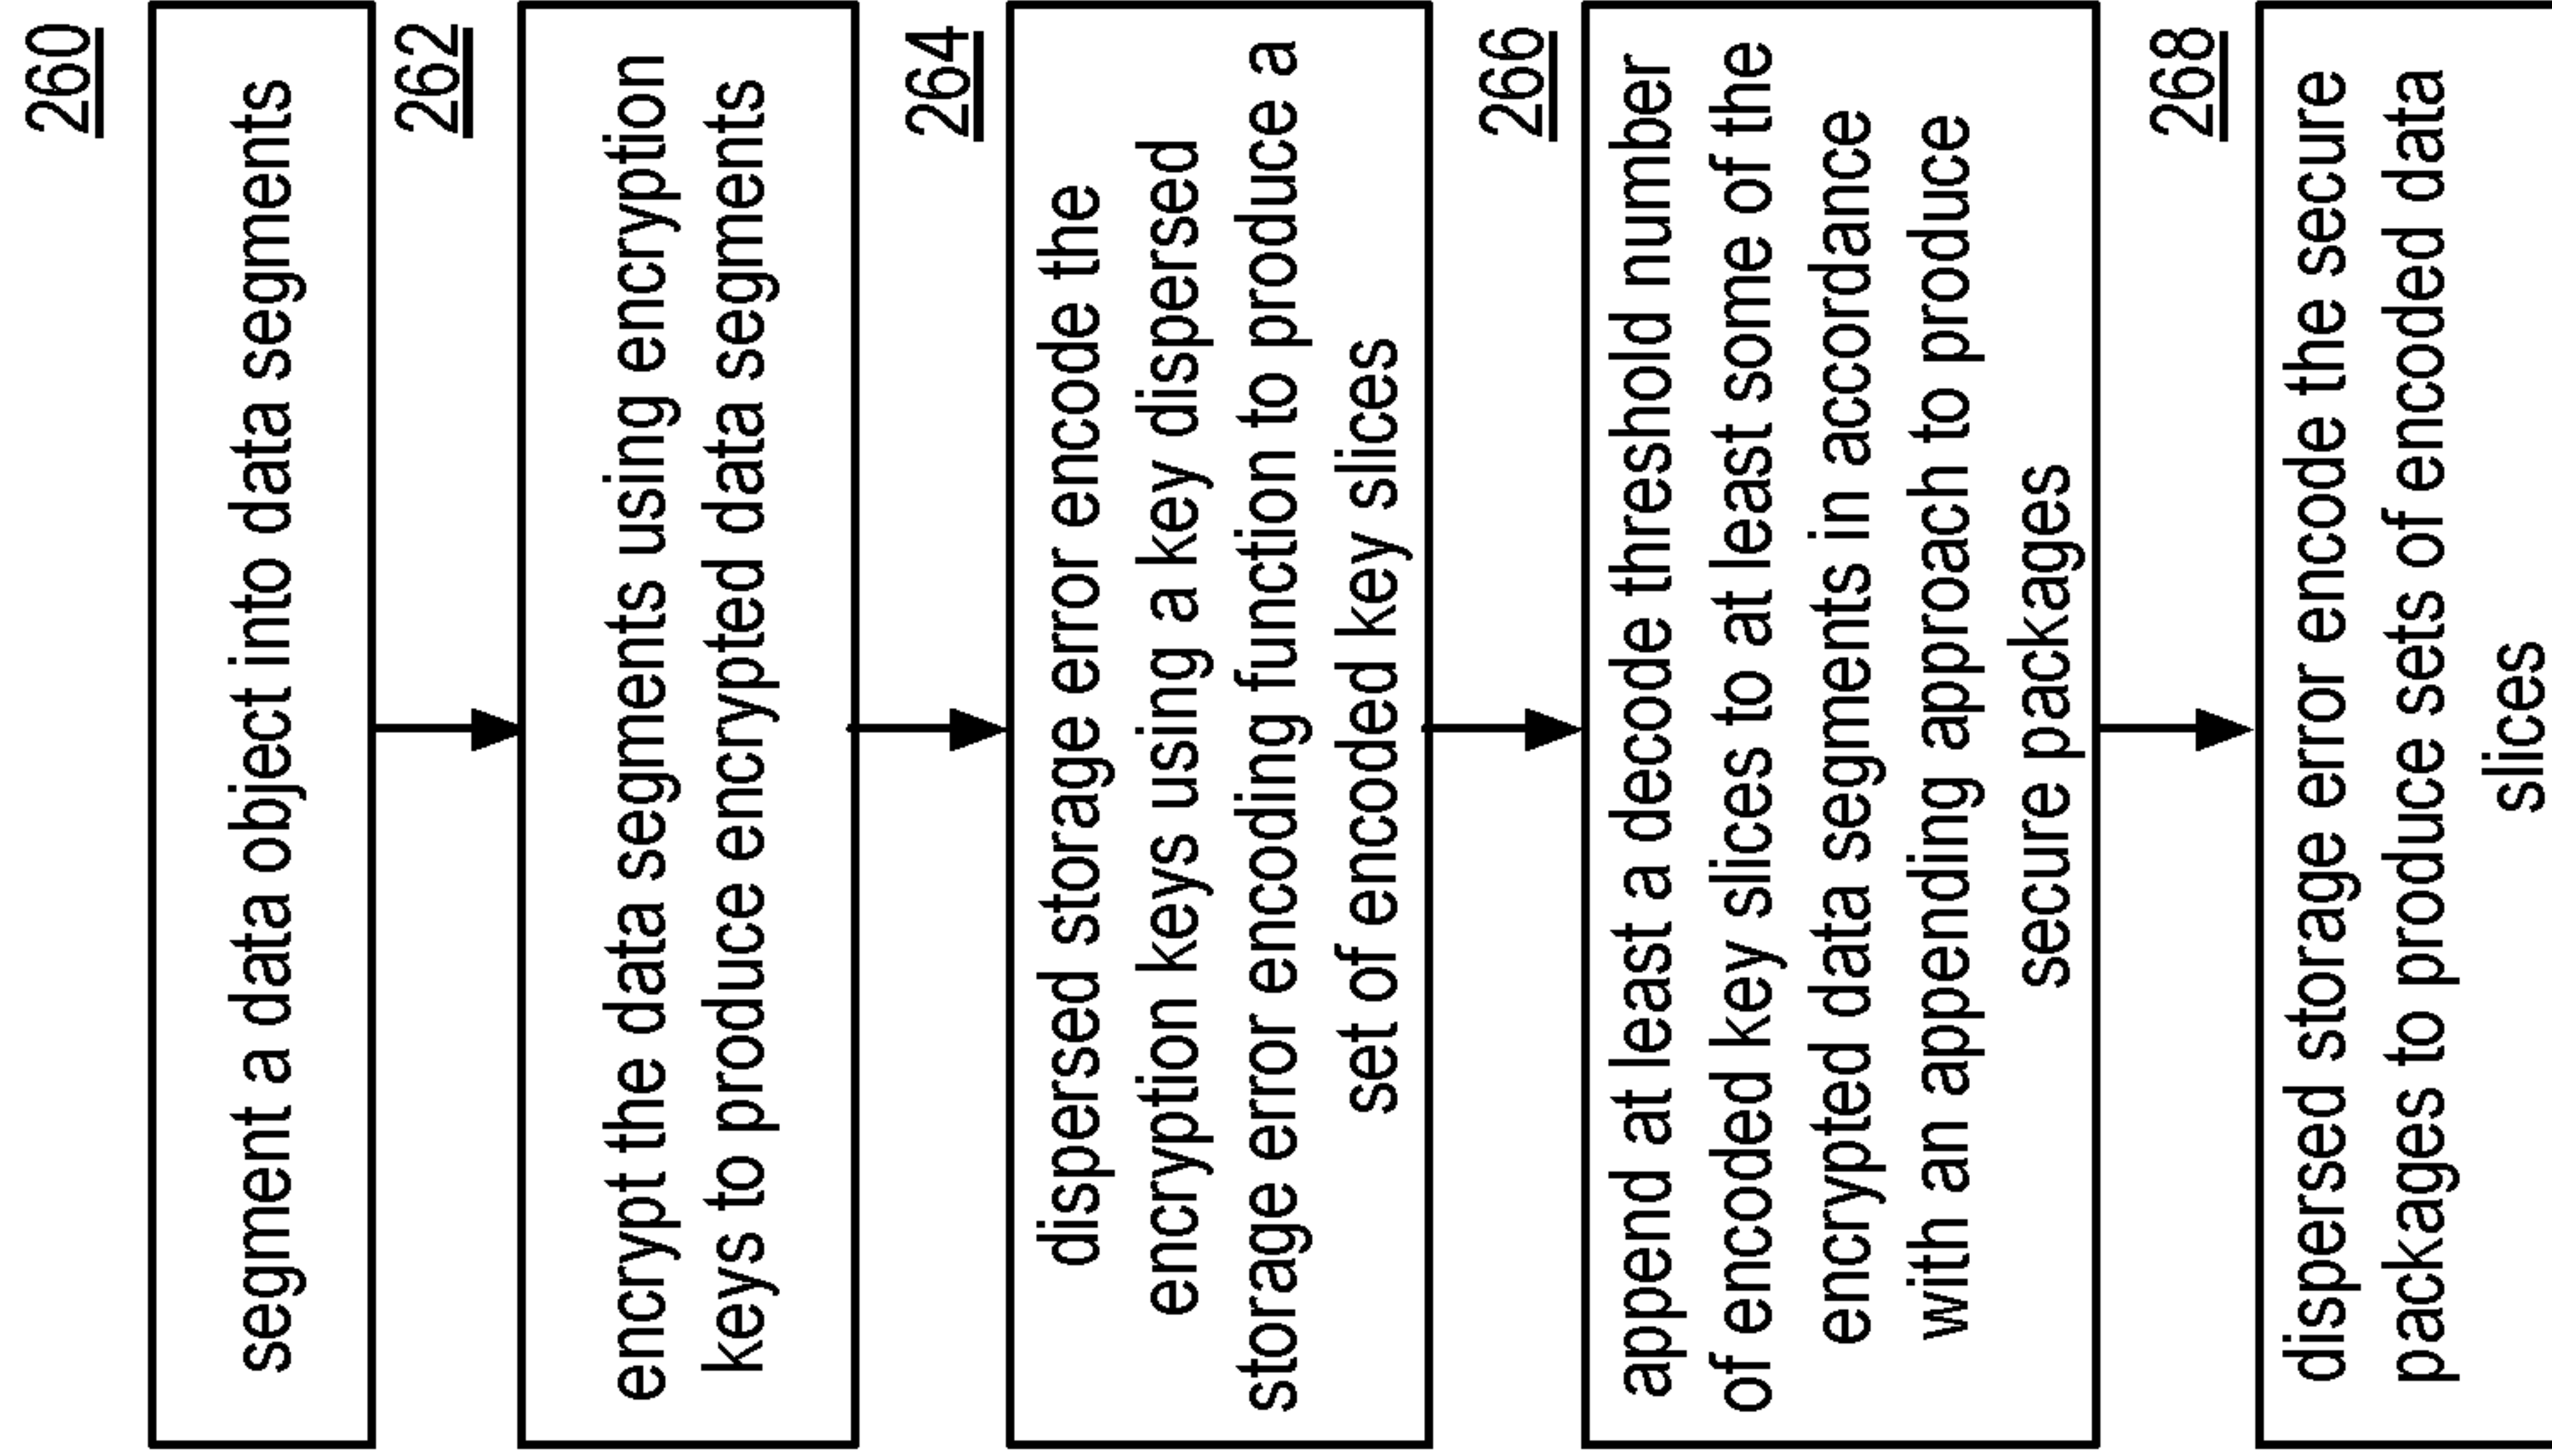 260
segment a data object into data segments
262
encrypt the data segments using encryption
keys to produce encrypted data segments
264
dispersed storage error encode the
encryption keys using a key dispersed
storage error encoding function to produce a
set of encoded key slices
266
append at least a decode threshold number
of encoded key slices to at least some of the
encrypted data segments in accordance
with an appending approach to produce
secure packages
268
dispersed storage error encode the secure
packages to produce sets of encoded data
slices